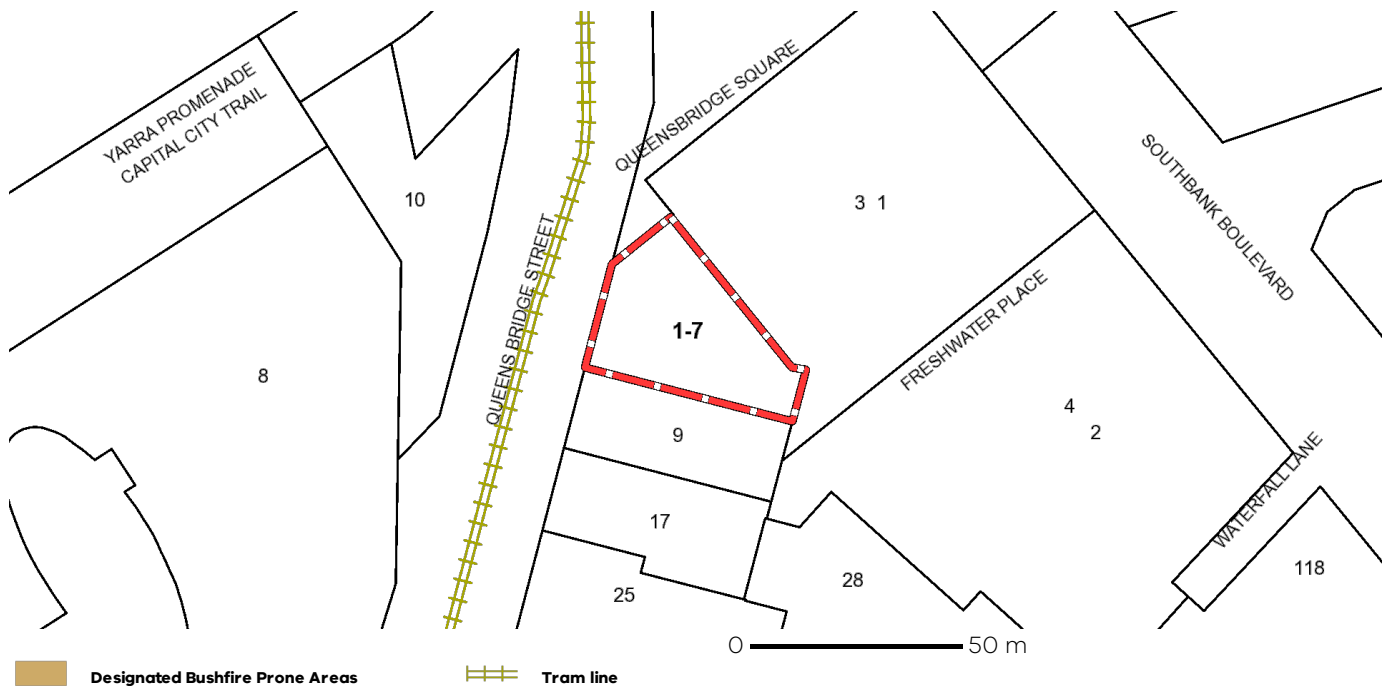 YARRA PROMENADE
CAPITAL CITY TRAIL
QUEENSBRIDGE SQUARE
SOUTHBANK BOULEVARD
10
3 1
QUEENS BRIDGE STREET
1-7
FRESHWATER PLACE
8
4
2
9
WATERFALL LANE
17
28
118
25
0 50 m
Designated Bushfire Prone Areas
Tram line